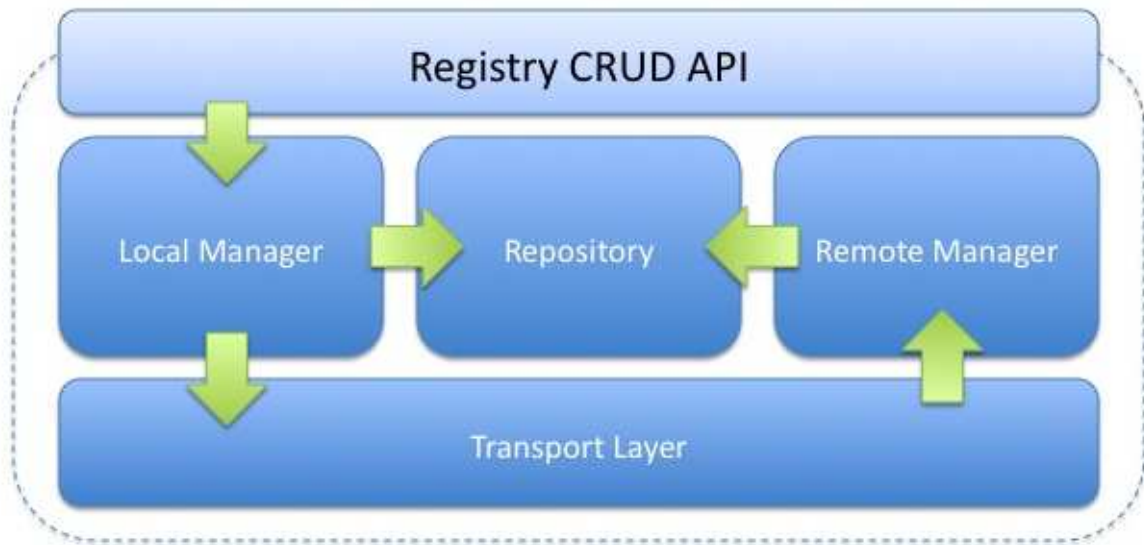 Registry CRUD API
Local Manager
Repository
Remote Manager
Transport Layer